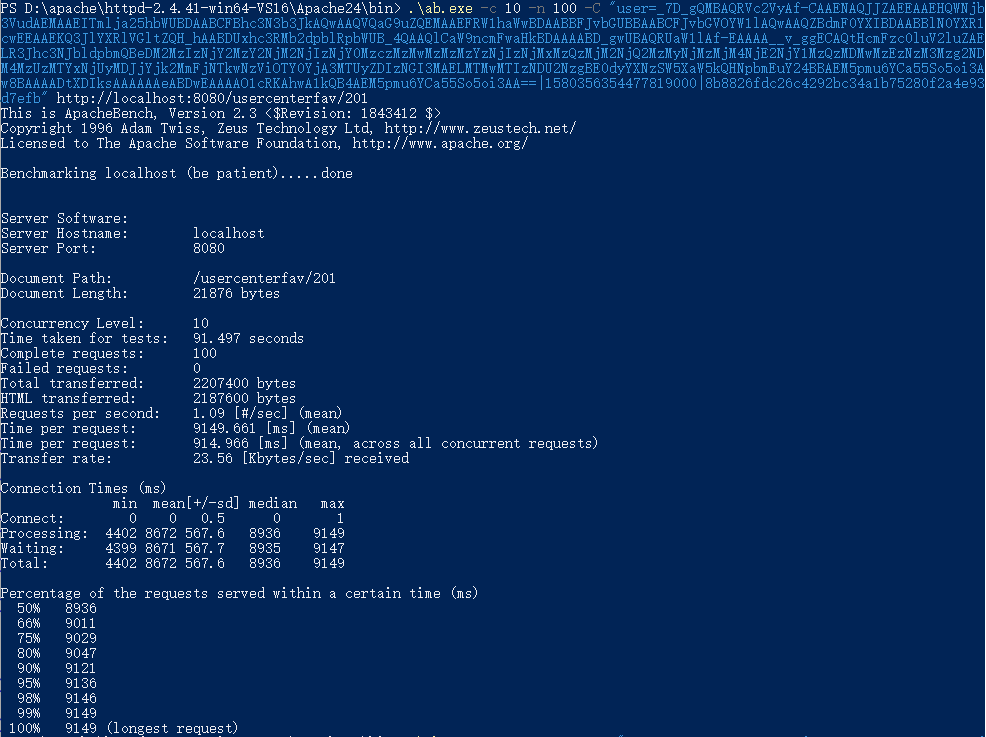 PS D:\apache\httpd-2.4.41-win64-VS16\Apache24\bin> .\ab.exe -c 10 -n 100 -C "user=_7D_gQMBAQRVc2VyAf-CAAENAQJJZAEEAAEHQWNjb
d7efb" http://localhost:8080/usercenterfav/201
This is ApacheBench, Version 2.3 <$Revision: 1843412 $>
Copyright 1996 Adam Twiss, Zeus Technology Ltd, http://www.zeustech.net/
Licensed to The Apache Software Foundation, http://www.apache.org/
Benchmarking localhost (be patient).....done
Server Software:
Server Hostname:        localhost
Server Port:            8080
Document Path:          /usercenterfav/201
Document Length:        21876 bytes
Concurrency Level:      10
Time taken for tests:   91.497 seconds
Complete requests:      100
Failed requests:        0
Total transferred:      2207400 bytes
HTML transferred:       2187600 bytes
Requests per second:    1.09 [#/sec] (mean)
Time per request:       9149.661 [ms] (mean)
Time per request:       914.966 [ms] (mean, across all concurrent requests)
Transfer rate:          23.56 [Kbytes/sec] received
Connection Times (ms)
              min  mean[+/-sd] median   max
Connect:        0    0   0.5      0       1
Processing:  4402 8672 567.6   8936    9149
Waiting:     4399 8671 567.7   8935    9147
Total:       4402 8672 567.6   8936    9149
Percentage of the requests served within a certain time (ms)
  50%   8936
  66%   9011
  75%   9029
  80%   9047
  90%   9121
  95%   9136
  98%   9146
  99%   9149
 100%   9149 (longest request)